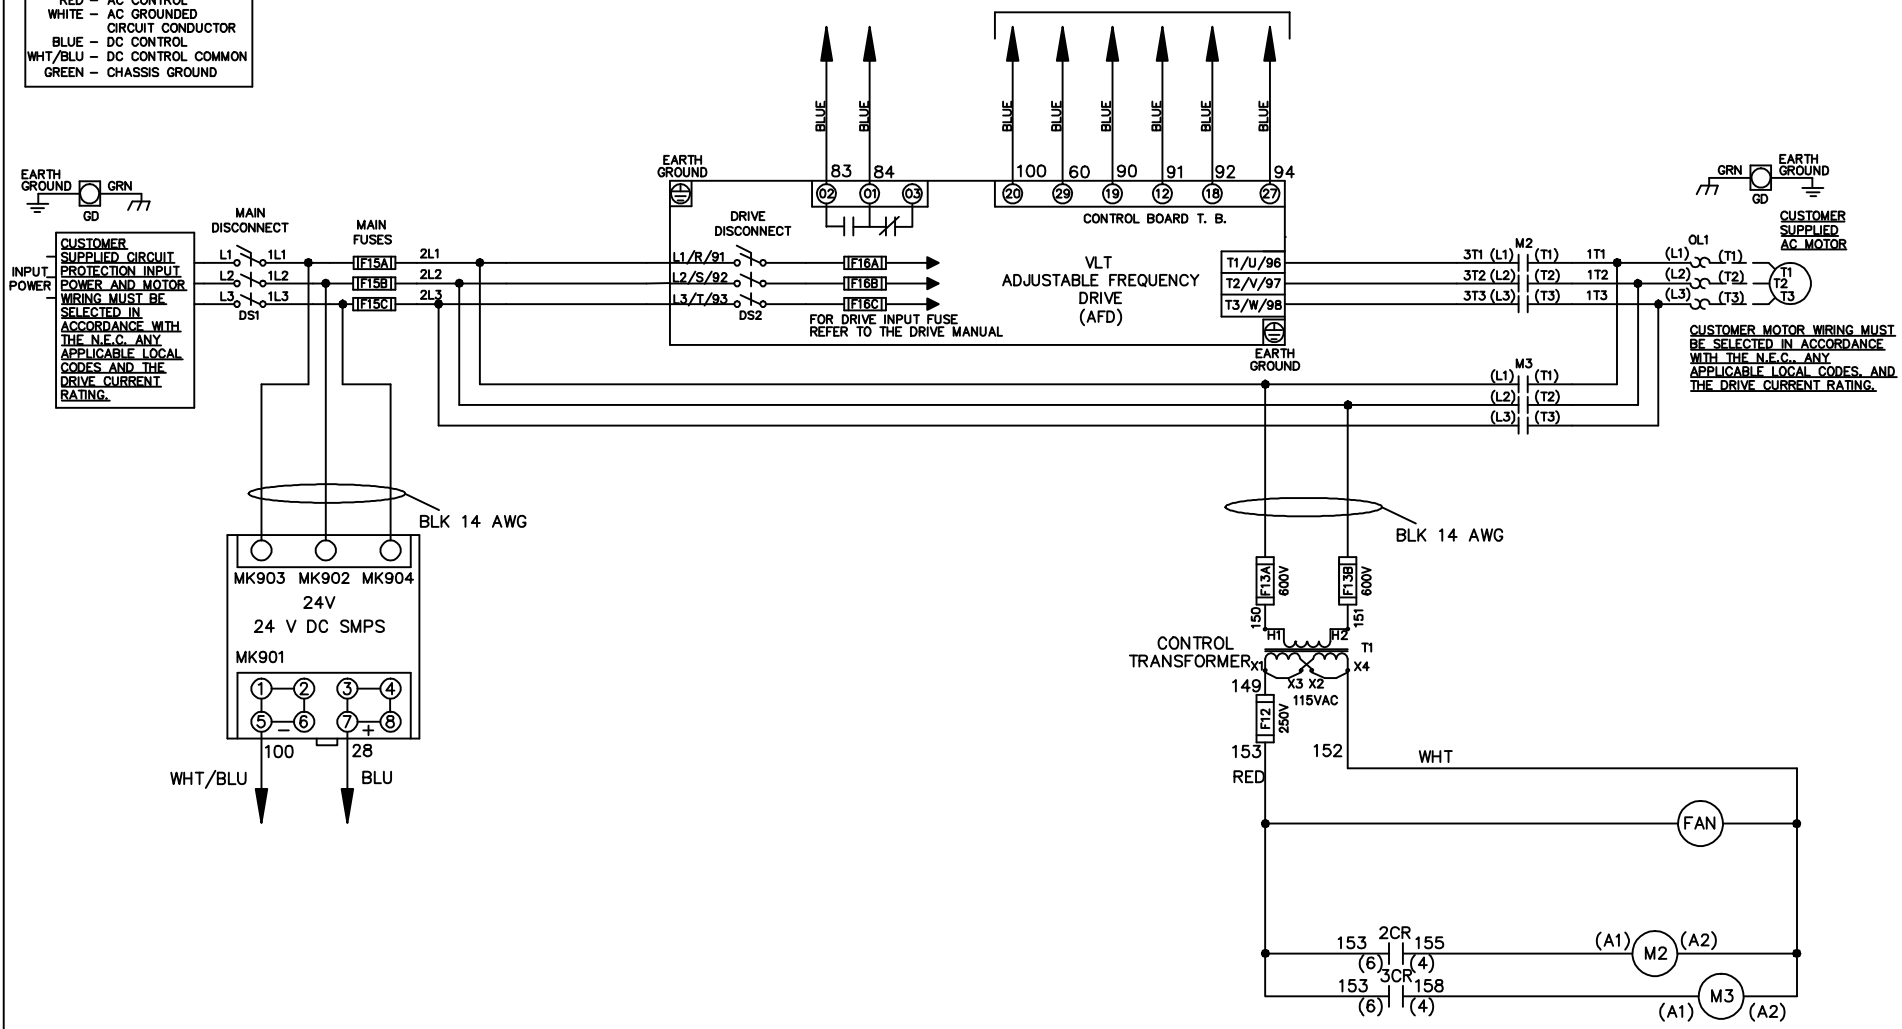 RED – AC CONTROL
WHITE – AC GROUNDED
CIRCUIT CONDUCTOR
BLUE – DC CONTROL
WHT/BLU – DC CONTROL COMMON
GREEN – CHASSIS GROUND
EARTH
GROUND
GRN
GD
INPUT
POWER
CUSTOMER
SUPPLIED CIRCUIT
PROTECTION INPUT
POWER AND MOTOR
WIRING MUST BE
SELECTED IN
ACCORDANCE WITH
THE N.E.C. ANY
APPLICABLE LOCAL
CODES AND THE
DRIVE CURRENT
RATING.
MAIN
DISCONNECT
L1 1L1
L2 1L2
L3 1L3
DS1
MAIN
FUSES
F15A
F15B
F15C
2L1
2L2
2L3
BLUE BLUE BLUE BLUE BLUE BLUE BLUE BLUE
EARTH
GROUND
83 84
02 01 03
100 60 90 91 92 94
20 29 19 12 18 27
CONTROL BOARD T. B.
DRIVE
DISCONNECT
L1/R/91
L2/S/92
L3/T/93
DS2
F16A
F16B
F16C
FOR DRIVE INPUT FUSE
REFER TO THE DRIVE MANUAL
VLT
ADJUSTABLE FREQUENCY
DRIVE
(AFD)
T1/U/96
T2/V/97
T3/W/98
EARTH
GROUND
M2
3T1 (L1) (T1) 1T1
3T2 (L2) (T2) 1T2
3T3 (L3) (T3) 1T3
OL1
(L1) (T1)
(L2) (T2)
(L3) (T3)
T1
T2
T3
GRN
EARTH
GROUND
GD
CUSTOMER
SUPPLIED
AC MOTOR
CUSTOMER MOTOR WIRING MUST
BE SELECTED IN ACCORDANCE
WITH THE N.E.C., ANY
APPLICABLE LOCAL CODES, AND
THE DRIVE CURRENT RATING.
M3
(L1) (T1)
(L2) (T2)
(L3) (T3)
BLK 14 AWG
MK903 MK902 MK904
24V
24 V DC SMPS
MK901
1 2 3 4
5 6 7 8
– +
100 28
WHT/BLU BLU
BLK 14 AWG
F13A 600V
F13B 600V
150 151
H1 H2
T1
CONTROL
TRANSFORMER
X1 X4
X3 X2
149
115VAC
F12 250V
153 152
RED
WHT
FAN
2CR
153 155
(6) (4)
(A1) M2 (A2)
3CR
153 158
(6) (4)
(A1) M3 (A2)